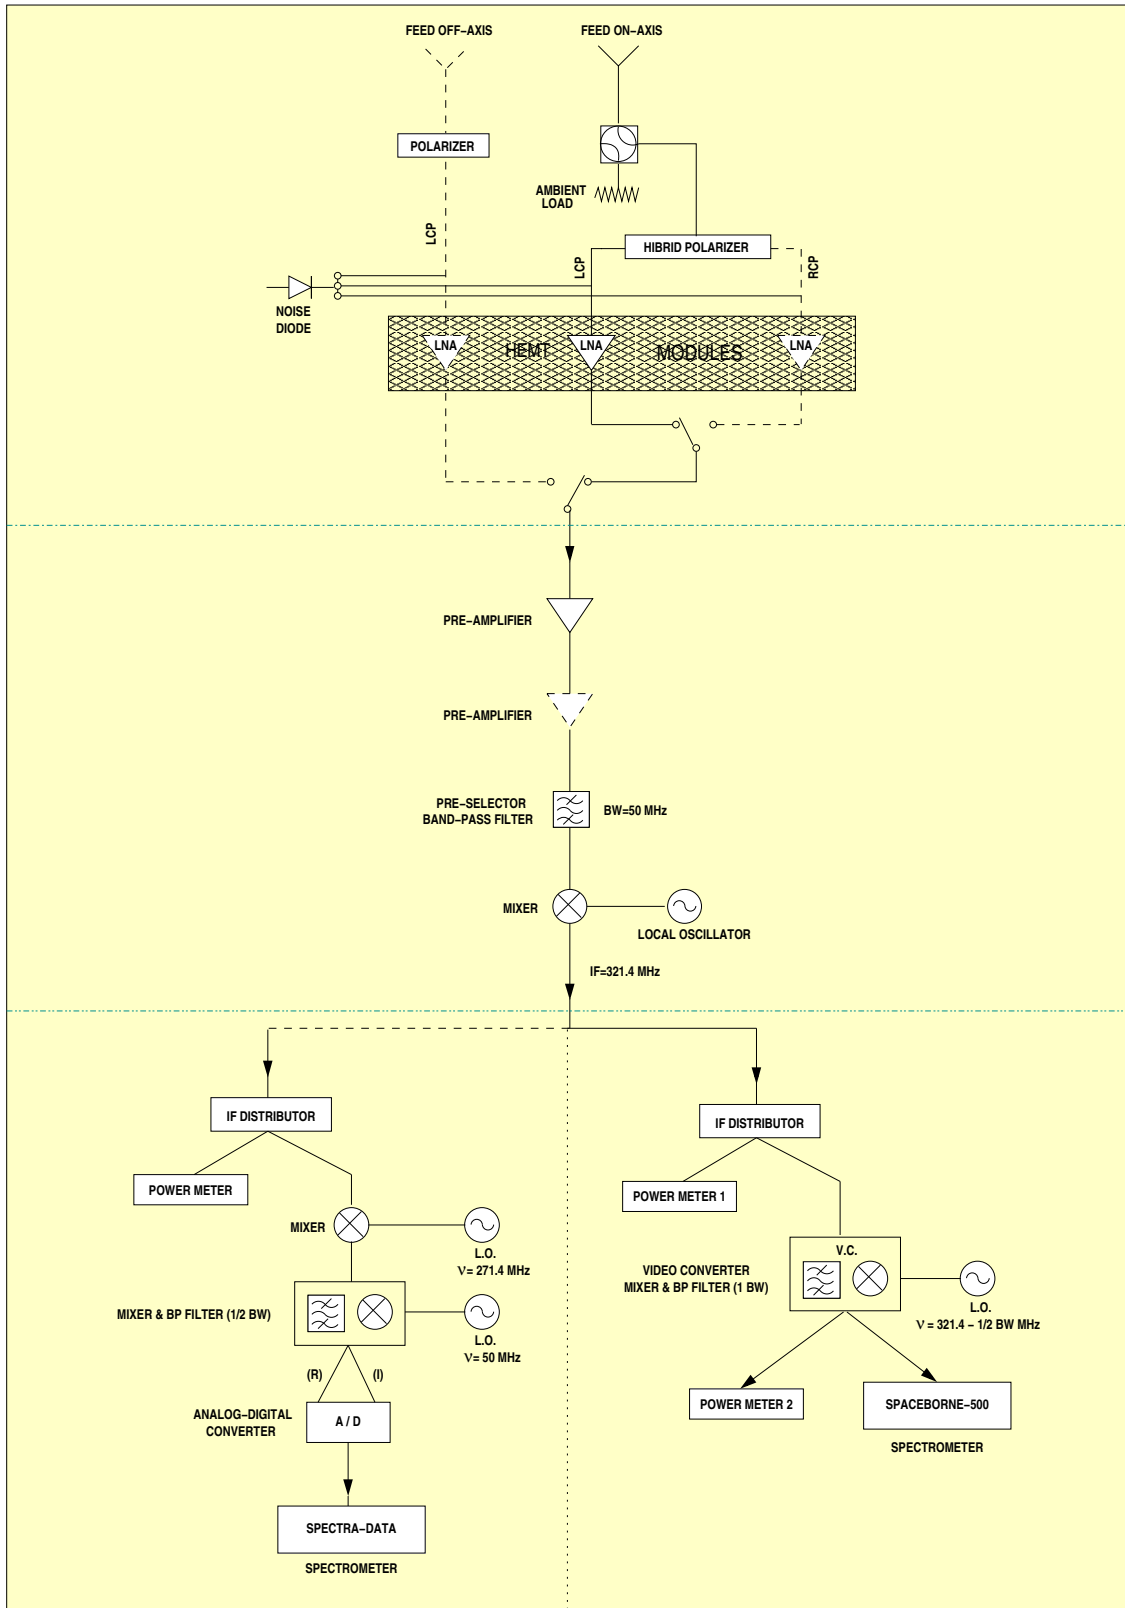 FEED OFF−AXIS
FEED ON−AXIS
POLARIZER
AMBIENT
LOAD
LCP
HIBRID POLARIZER
LCP
RCP
NOISE
DIODE
LNA
HEMT
LNA
MODULES
LNA
PRE−AMPLIFIER
PRE−AMPLIFIER
PRE−SELECTOR
BAND−PASS FILTER
BW=50 MHz
MIXER
LOCAL OSCILLATOR
IF=321.4 MHz
IF DISTRIBUTOR
POWER METER
MIXER
L.O.
ν= 271.4 MHz
MIXER & BP FILTER (1/2 BW)
L.O.
ν= 50 MHz
(R)
(I)
ANALOG−DIGITAL
CONVERTER
A / D
SPECTRA−DATA
SPECTROMETER
IF DISTRIBUTOR
POWER METER 1
V.C.
VIDEO CONVERTER
MIXER & BP FILTER (1 BW)
L.O.
ν = 321.4 − 1/2 BW MHz
POWER METER 2
SPACEBORNE−500
SPECTROMETER